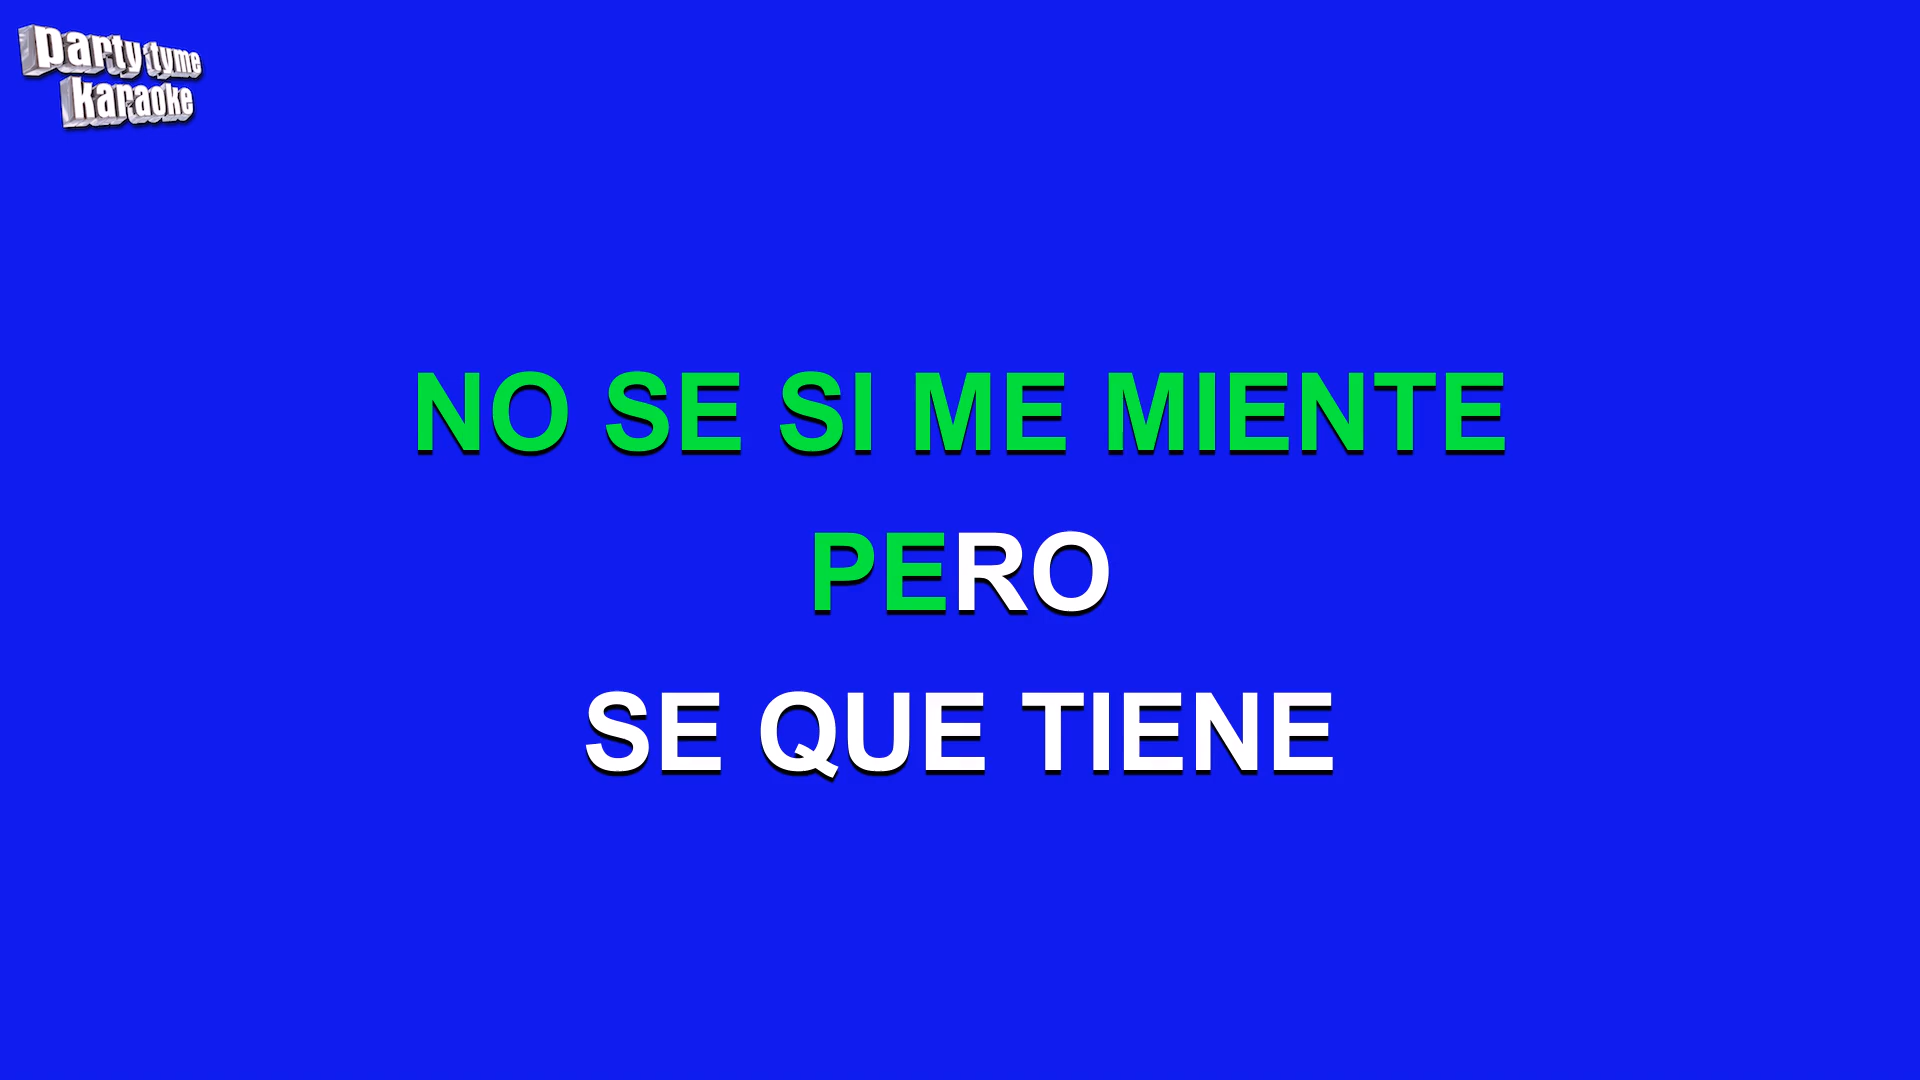 party tyme
karaoke
NO SE SI ME MIENTE
PERO
SE QUE TIENE